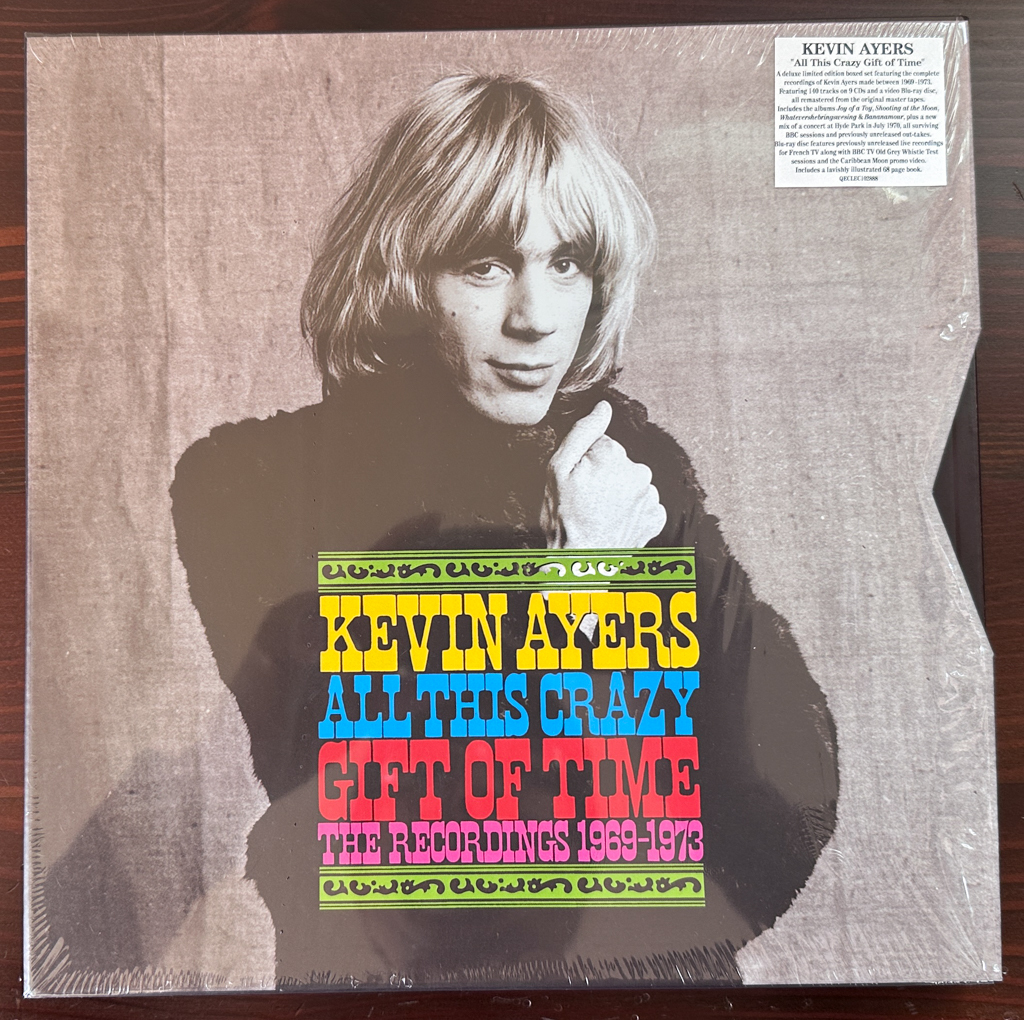 KEVIN AYERS
"All This Crazy Gift of Time"
A deluxe limited edition boxed set featuring the complete
recordings of Kevin Ayers made between 1969-1973.
Featuring 140 tracks on 9 CDs and a video Blu-ray disc,
all remastered from the original master tapes.
Includes the albums Joy of a Toy, Shooting at the Moon,
Whatevershebringswesing & Bananamour, plus a new
mix of a concert at Hyde Park in July 1970, all surviving
BBC sessions and previously unreleased out-takes.
Blu-ray disc features previously unreleased live recordings
for French TV along with BBC TV Old Grey Whistle Test
sessions and the Caribbean Moon promo video.
Includes a lavishly illustrated 68 page book.
QECLEC102888
KEVIN AYERS
ALL THIS CRAZY
GIFT OF TIME
THE RECORDINGS 1969-1973